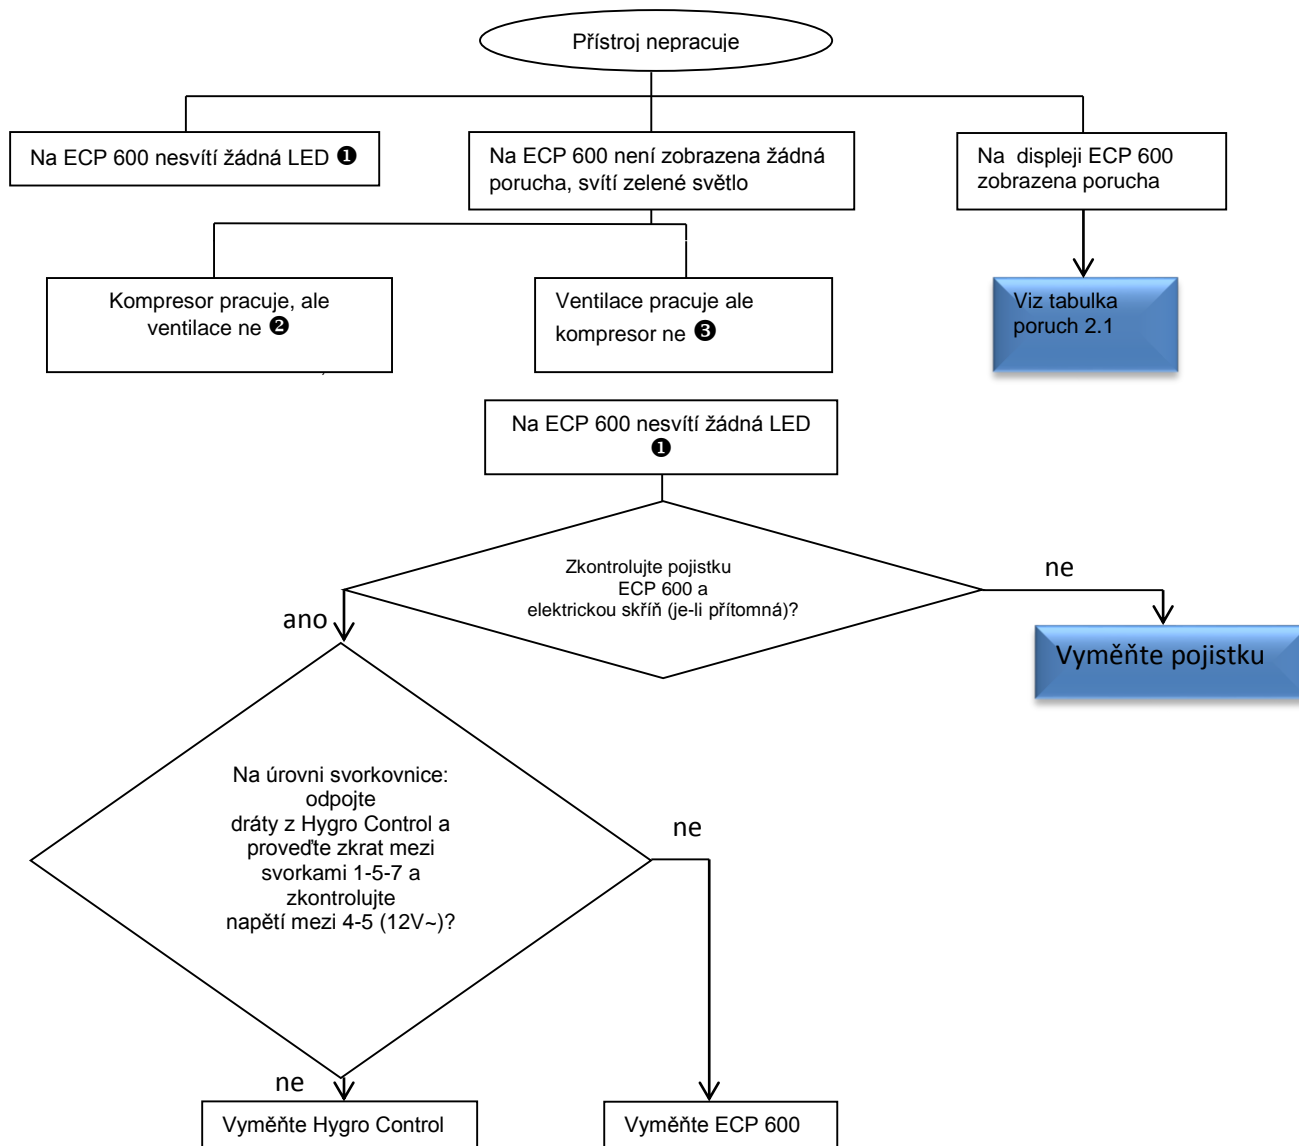 Přístroj nepracuje
Na ECP 600 nesvítí žádná LED ❶
Na ECP 600 není zobrazena žádná
porucha, svítí zelené světlo
Na displeji ECP 600
zobrazena porucha
Kompresor pracuje, ale
ventilace ne ❷
Ventilace pracuje ale
kompresor ne ❸
Viz tabulka
poruch 2.1
Na ECP 600 nesvítí žádná LED
❶
Zkontrolujte pojistku
ECP 600 a
elektrickou skříň (je-li přítomná)?
ne
ano
Vyměňte pojistku
Na úrovni svorkovnice:
odpojte
dráty z Hygro Control a
proveďte zkrat mezi
svorkami 1-5-7 a
zkontrolujte
napětí mezi 4-5 (12V~)?
ne
ne
Vyměňte Hygro Control
Vyměňte ECP 600